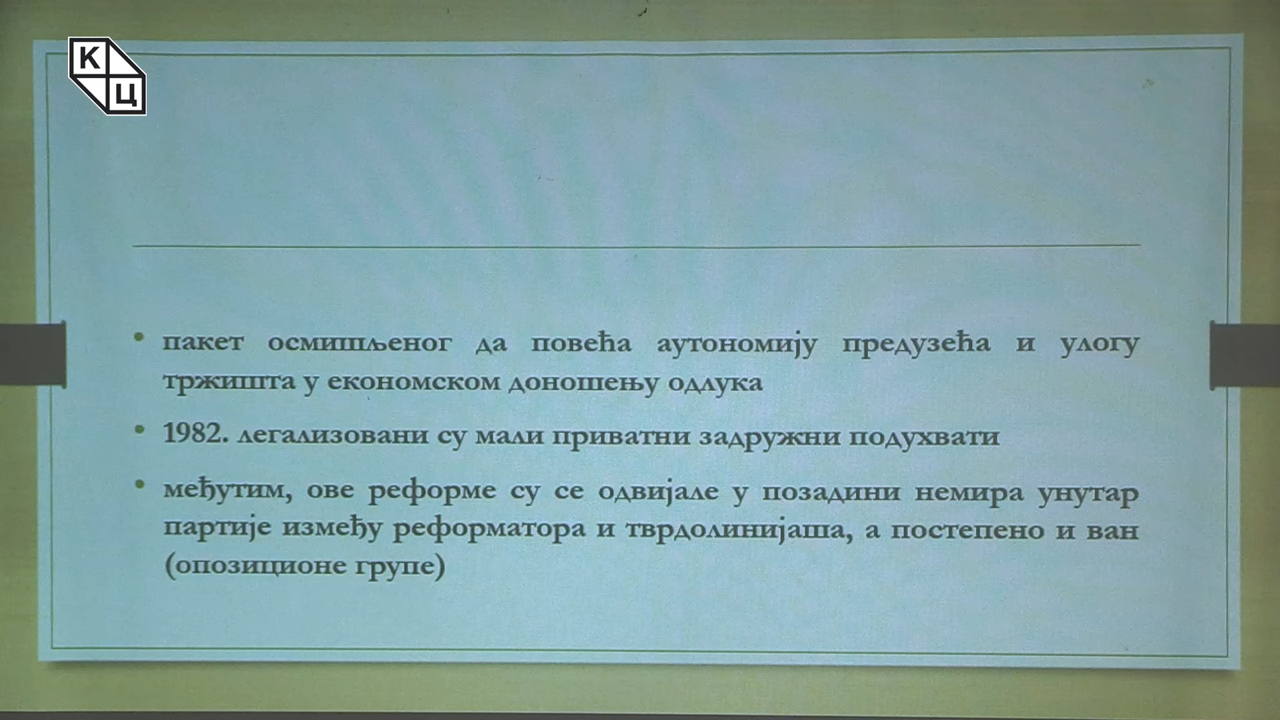 К
Ц
• пакет осмишљеног да повећа аутономију предузећа и улогу
тржишта у економском доношењу одлука
• 1982. легализовани су мали приватни задружни подухвати
• међутим, ове реформе су се одвијале у позадини немира унутар
партије између реформатора и тврдолинијаша, а постепено и ван
(опозиционе групе)